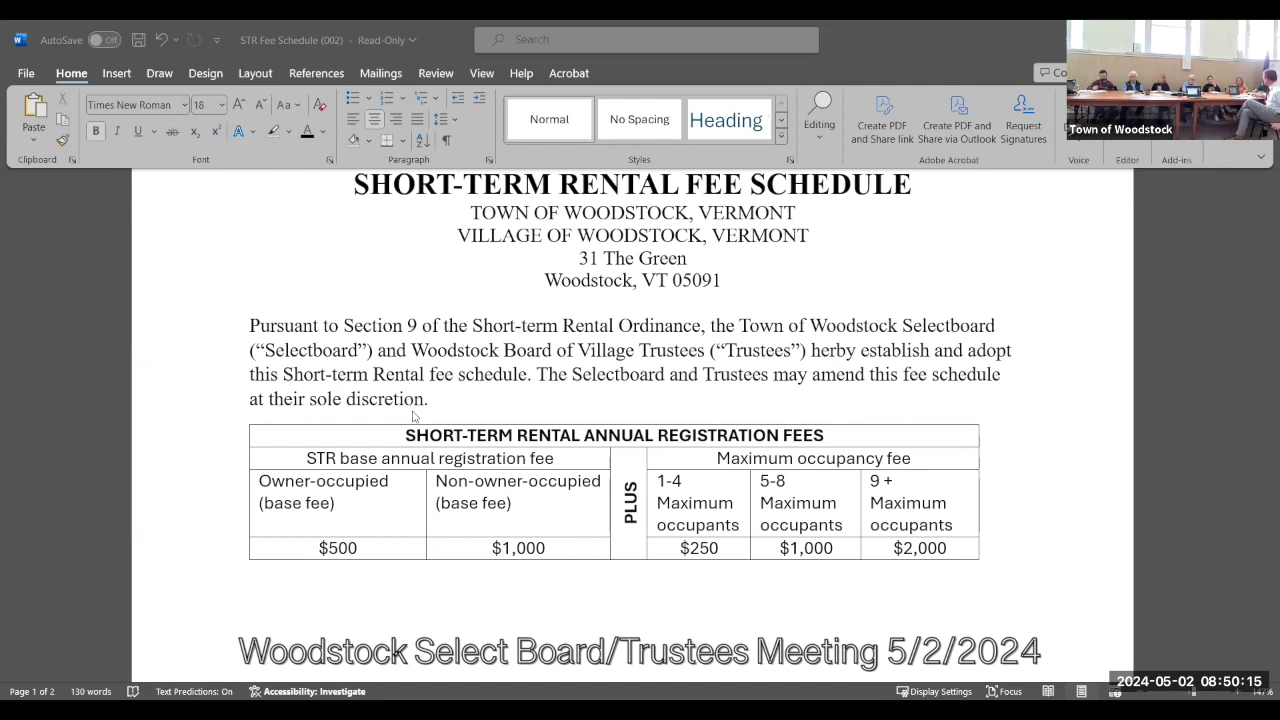 AutoSave Off STR Fee Schedule (002) - Read-Only Search
File Home Insert Draw Design Layout References Mailings Review View Help Acrobat Co
Town of Woodstock
Paste Times New Roman 18 Aa
B I U ab x₂ x² A A
Normal No Spacing Heading
Editing
Create PDF and Share link
Create PDF and Share via Outlook
Request Signatures
Clipboard Font Paragraph Styles Adobe Acrobat Voice Editor Add-ins
SHORT-TERM RENTAL FEE SCHEDULE
TOWN OF WOODSTOCK, VERMONT
VILLAGE OF WOODSTOCK, VERMONT
31 The Green
Woodstock, VT 05091
Pursuant to Section 9 of the Short-term Rental Ordinance, the Town of Woodstock Selectboard
(“Selectboard”) and Woodstock Board of Village Trustees (“Trustees”) herby establish and adopt
this Short-term Rental fee schedule. The Selectboard and Trustees may amend this fee schedule
at their sole discretion.
SHORT-TERM RENTAL ANNUAL REGISTRATION FEES
STR base annual registration fee PLUS Maximum occupancy fee
Owner-occupied Non-owner-occupied 1-4 5-8 9 +
(base fee) (base fee) Maximum Maximum Maximum
occupants occupants occupants
$500 $1,000 $250 $1,000 $2,000
Woodstock Select Board/Trustees Meeting 5/2/2024
2024-05-02 08:50:15
Page 1 of 2 130 words Text Predictions: On Accessibility: Investigate Display Settings Focus 147%